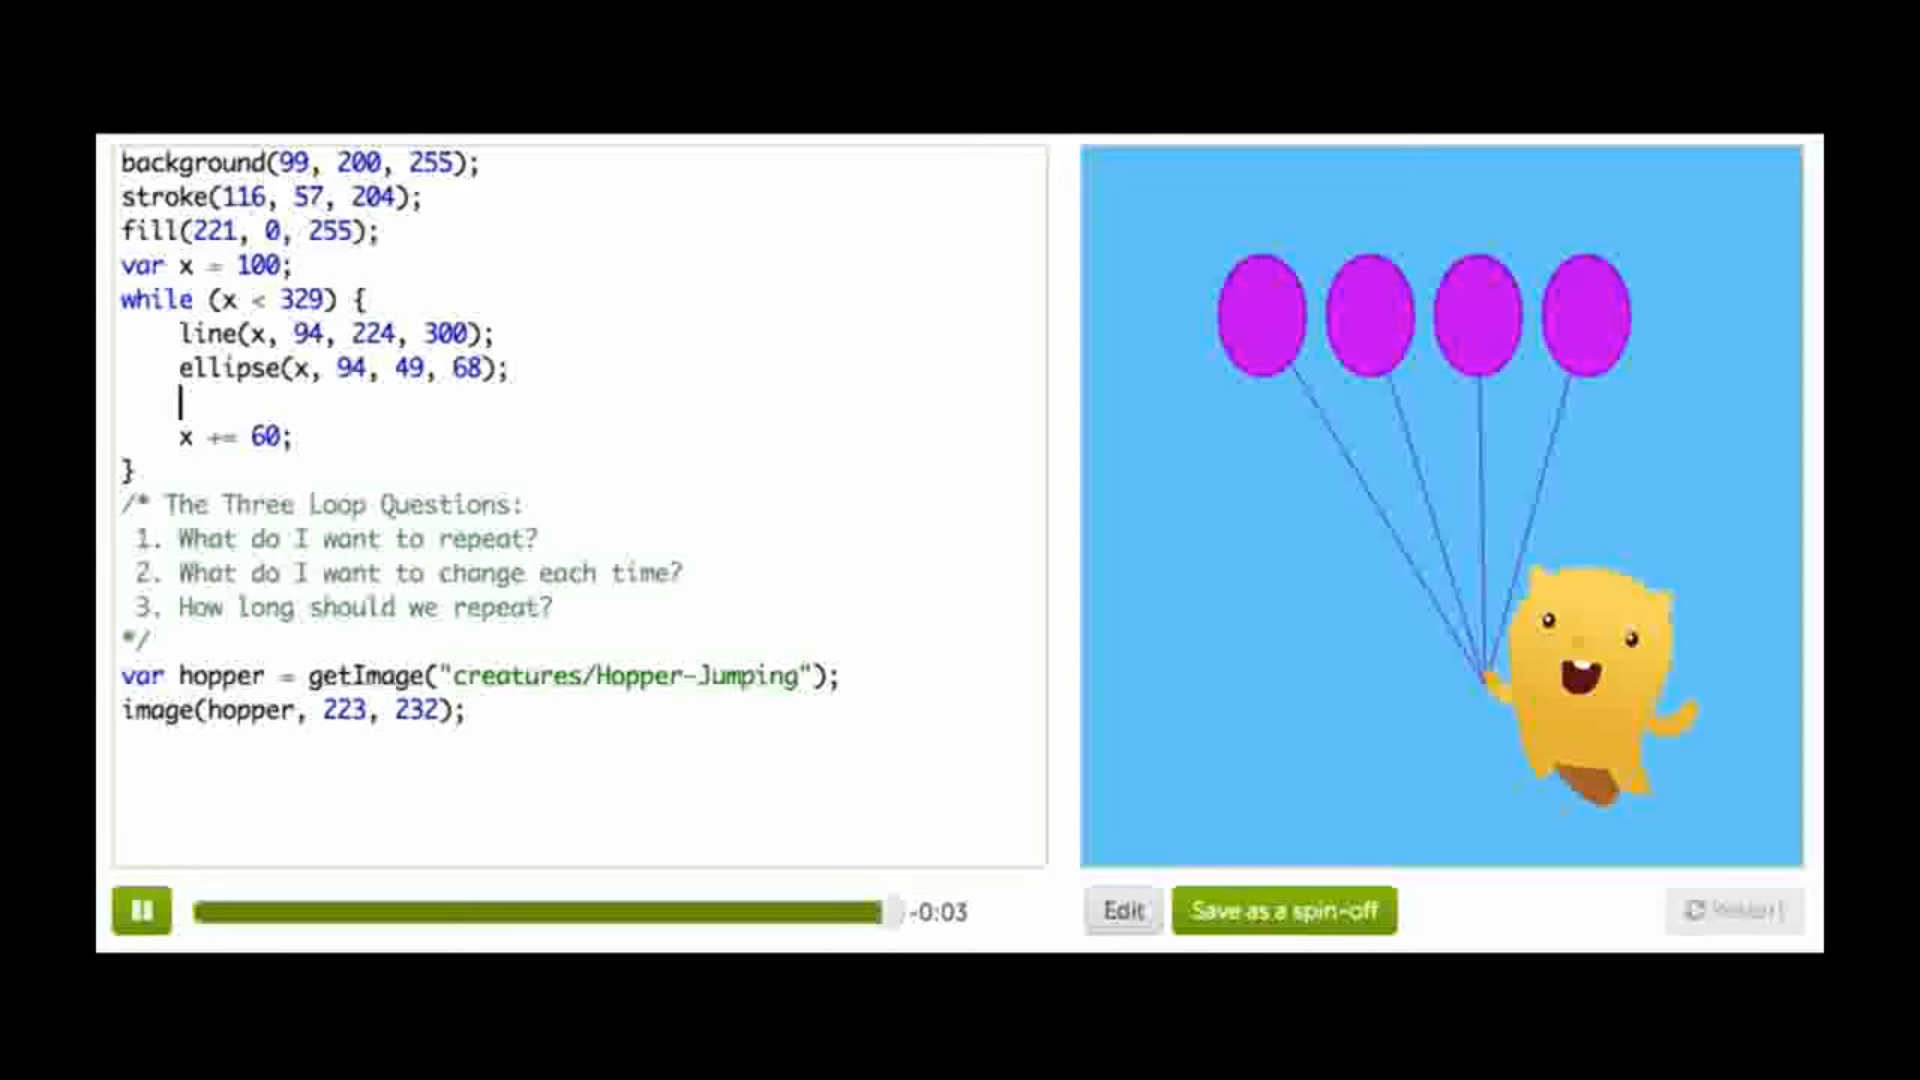 background(99, 200, 255);
stroke(116, 57, 204);
fill(221, 0, 255);
var x = 100;
while (x < 329) {
    line(x, 94, 224, 300);
    ellipse(x, 94, 49, 68);
    x += 60;
}
/* The Three Loop Questions:
 1. What do I want to repeat?
 2. What do I want to change each time?
 3. How long should we repeat?
*/
var hopper = getImage("creatures/Hopper-Jumping");
image(hopper, 223, 232);
-0:03
Edit
Save as a spin-off